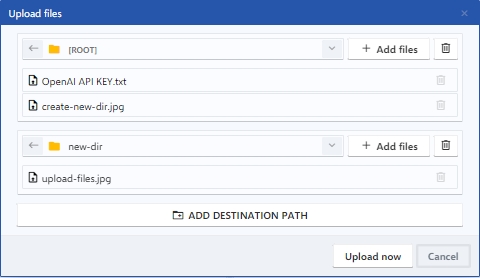 Upload files
[ROOT]
Add files
OpenAI API KEY.txt
create-new-dir.jpg
new-dir
Add files
upload-files.jpg
ADD DESTINATION PATH
Upload now
Cancel